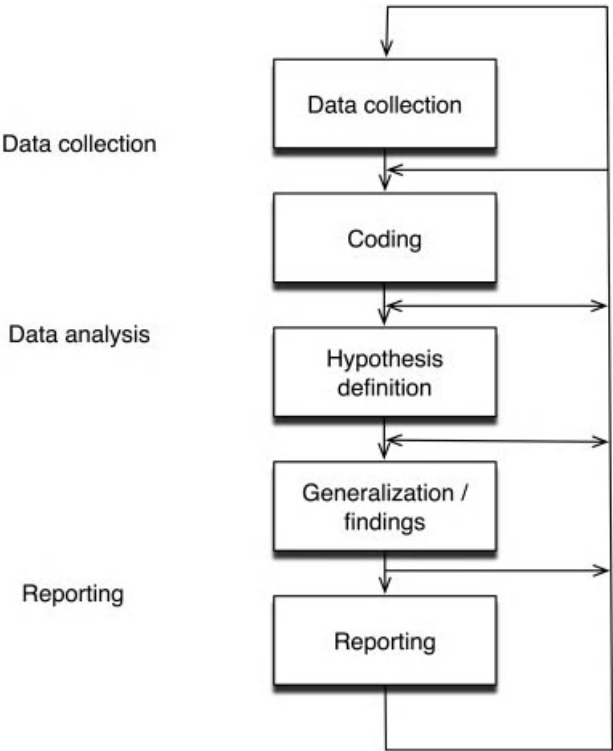 Data collection
Data collection
Coding
Data analysis
Hypothesis
definition
Generalization /
findings
Reporting
Reporting